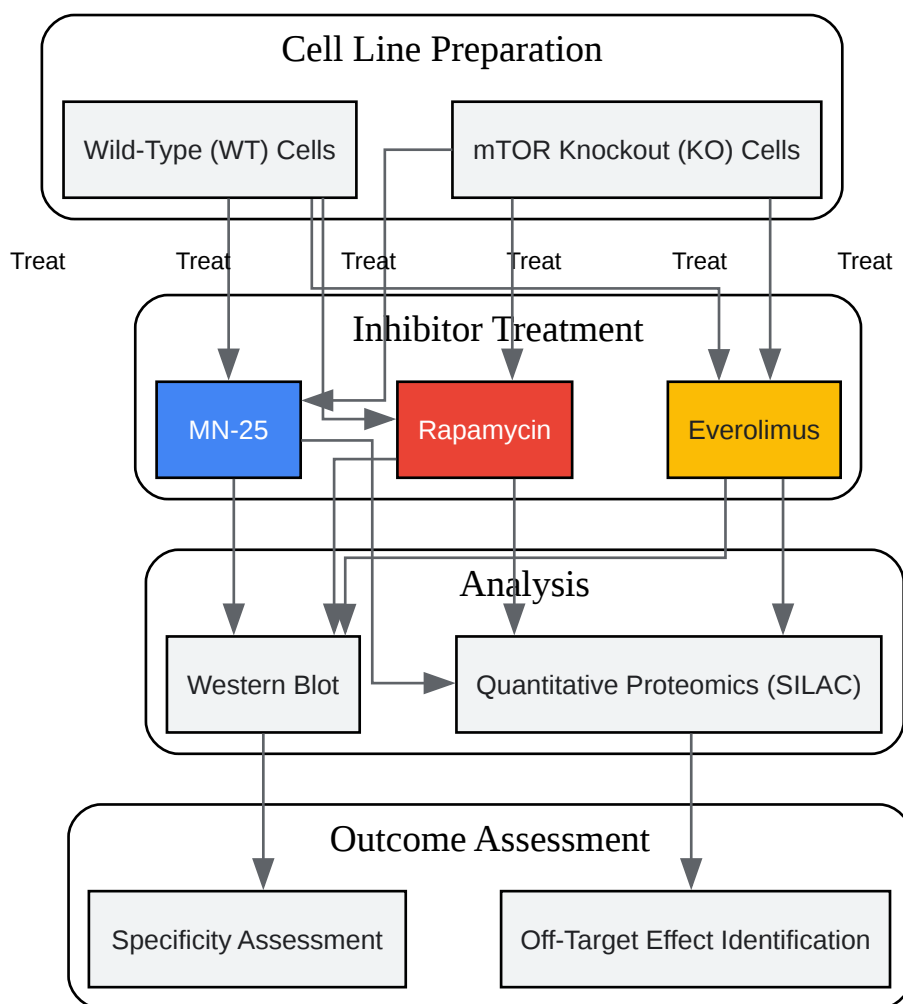 Cell Line Preparation
Wild-Type (WT) Cells
mTOR Knockout (KO) Cells
Treat
Treat
Treat
Treat
Treat
Treat
Inhibitor Treatment
MN-25
Rapamycin
Everolimus
Analysis
Western Blot
Quantitative Proteomics (SILAC)
Outcome Assessment
Specificity Assessment
Off-Target Effect Identification